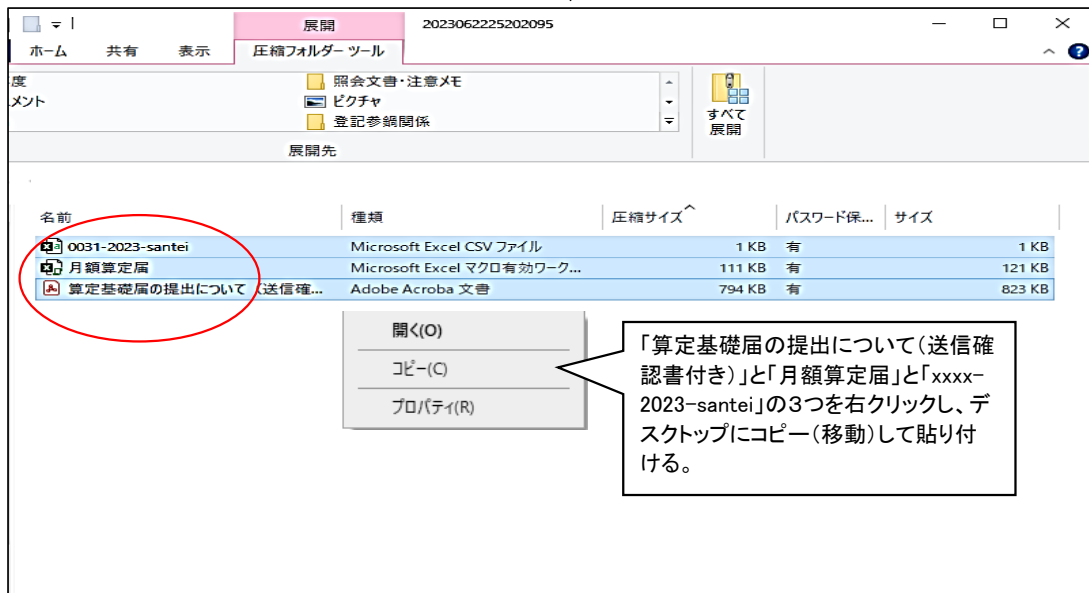 展開
2023062225202095
ホーム 共有 表示 圧縮フォルダー ツール
度
メント
照会文書・注意メモ
ピクチャ
登記参鍋関係
すべて
展開
展開先
名前 種類 圧縮サイズ パスワード保... サイズ
0031-2023-santei Microsoft Excel CSV ファイル 1 KB 有 1 KB
月額算定届 Microsoft Excel マクロ有効ワーク... 111 KB 有 121 KB
算定基礎届の提出について（送信確... Adobe Acroba 文書 794 KB 有 823 KB
開く(O)
コピー(C)
プロパティ(R)
「算定基礎届の提出について（送信確
認書付き）」と「月額算定届」と「xxxx-
2023-santei」の３つを右クリックし、デ
スクトップにコピー（移動）して貼り付
ける。